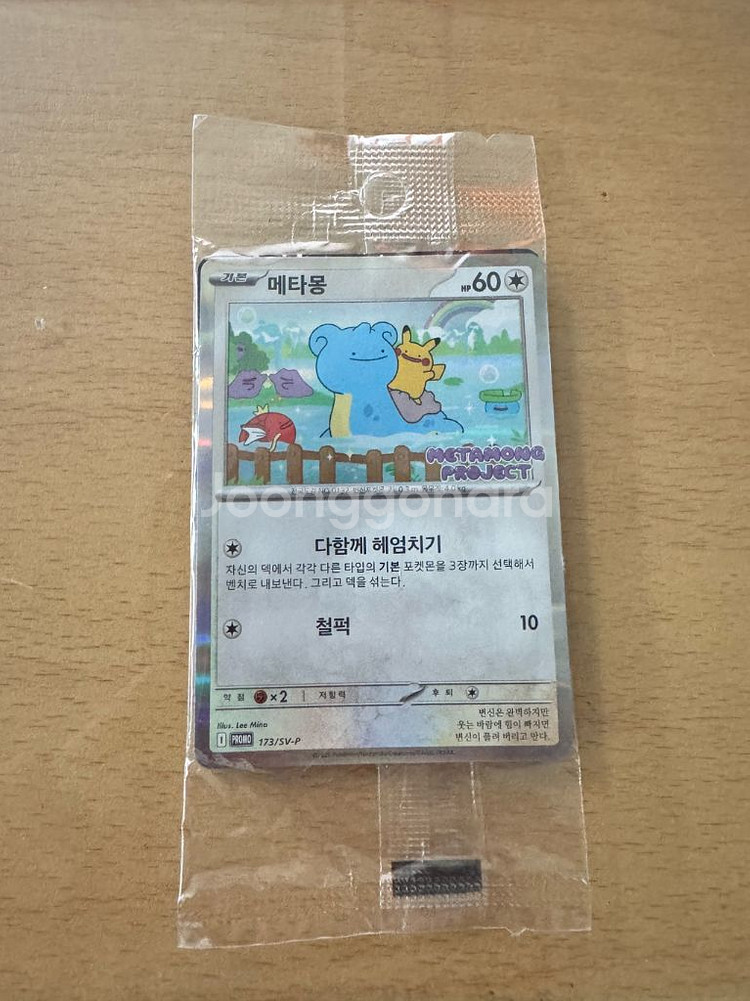 기본 메타몽 HP 60
METAMONG
PROJECT
Joonggonara
다함께 헤엄치기
자신의 덱에서 각각 다른 타입의 기본 포켓몬을 3장까지 선택해서
벤치로 내보낸다. 그리고 덱을 섞는다.
철퍽 10
약점 ×2 저항력 후퇴
변신은 완벽하지만
웃는 바람에 힘이 빠지면
변신이 풀려 버리고 만다.
Illus. Lee Mina
I PROMO 173/SV-P